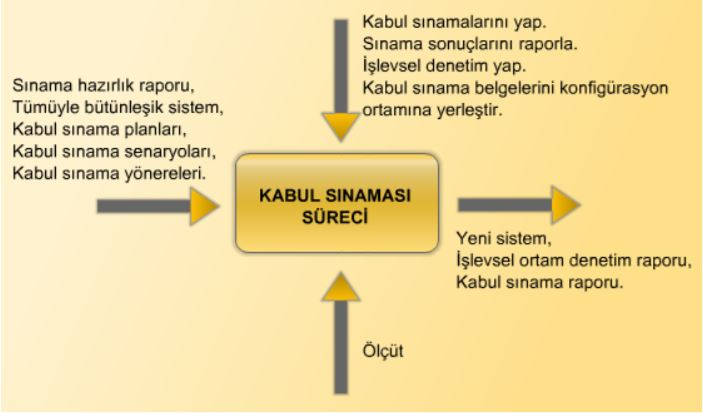 Kabul sınamalarını yap.
Sınama sonuçlarını raporla.
İşlevsel denetim yap.
Kabul sınama belgelerini konfigürasyon
ortamına yerleştir.
Sınama hazırlık raporu,
Tümüyle bütünleşik sistem,
Kabul sınama planları,
Kabul sınama senaryoları,
Kabul sınama yönereleri.
KABUL SINAMASI
SÜRECİ
Yeni sistem,
İşlevsel ortam denetim raporu,
Kabul sınama raporu.
Ölçüt